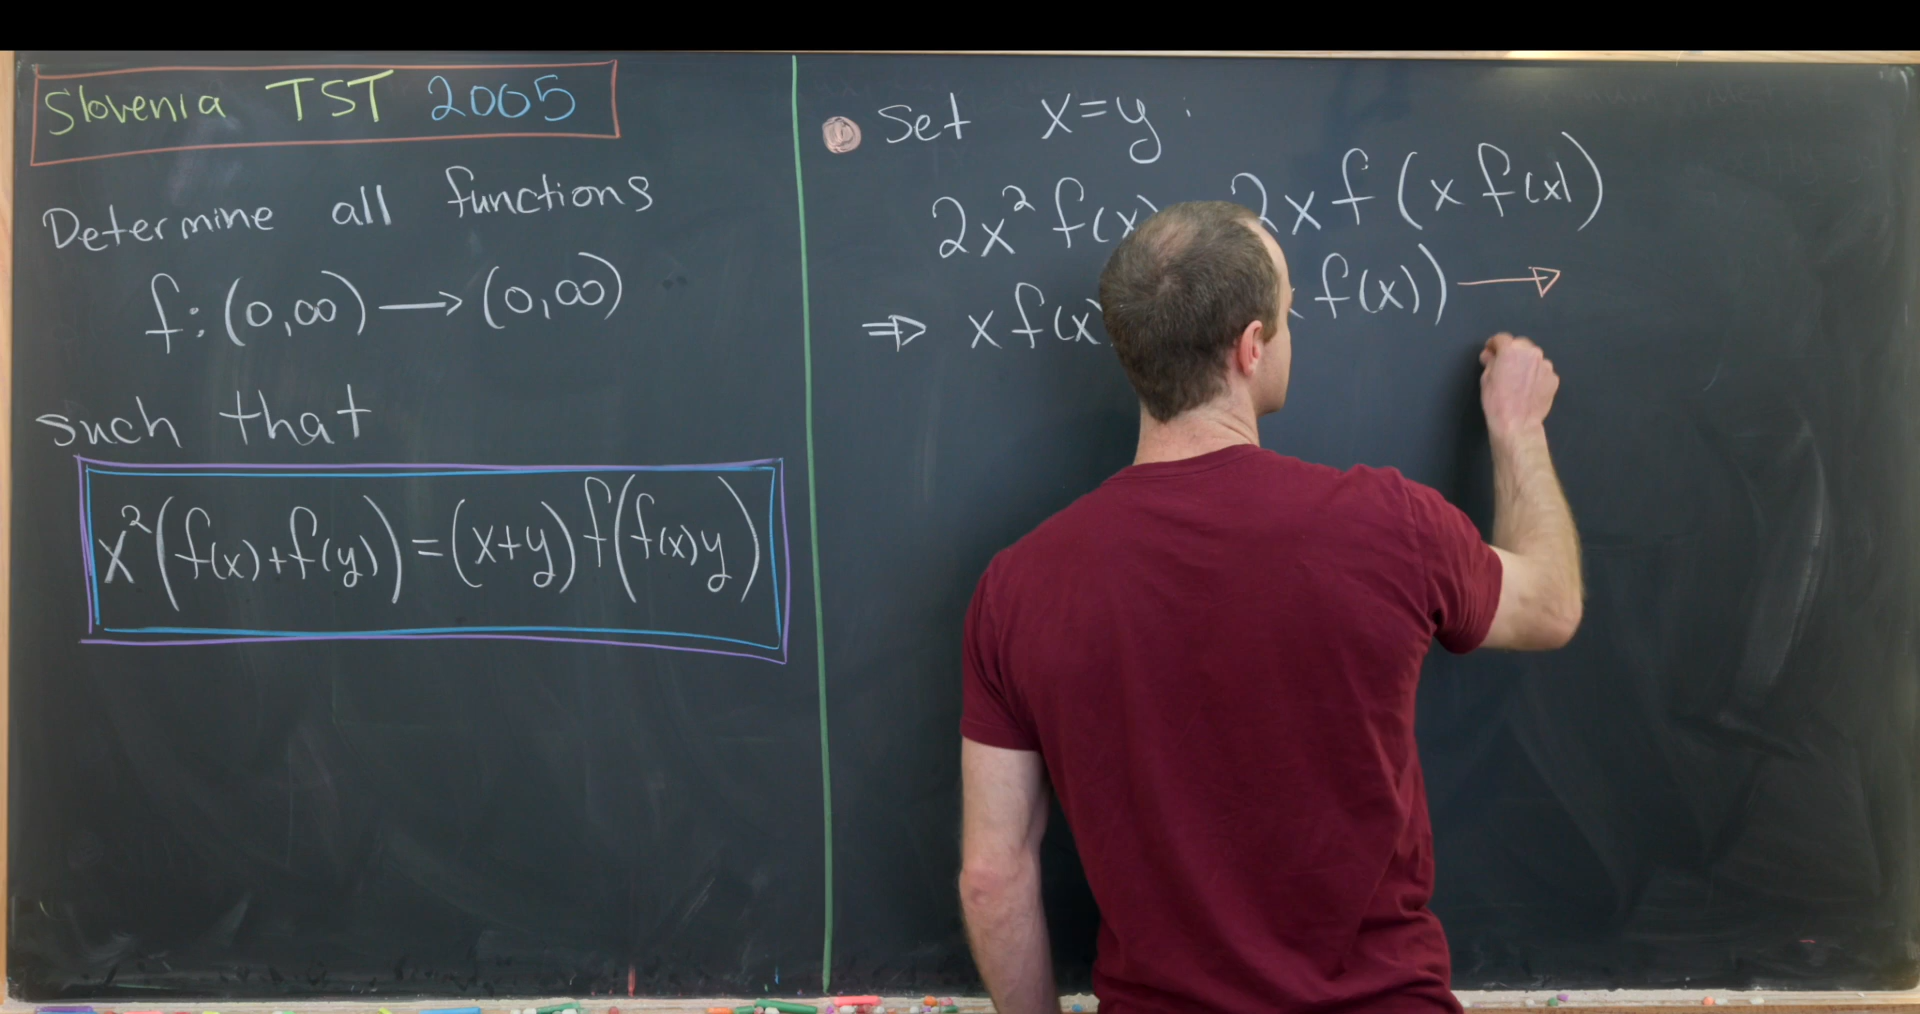 Slovenia TST 2005
Determine all functions
f:(0,∞)⟶(0,∞)
such that
x²(f(x)+f(y))=(x+y)f(f(x)y)
① Set x=y:
2x²f(x) 2xf(xf(x))
⇒ xf(x) f(x))⟶